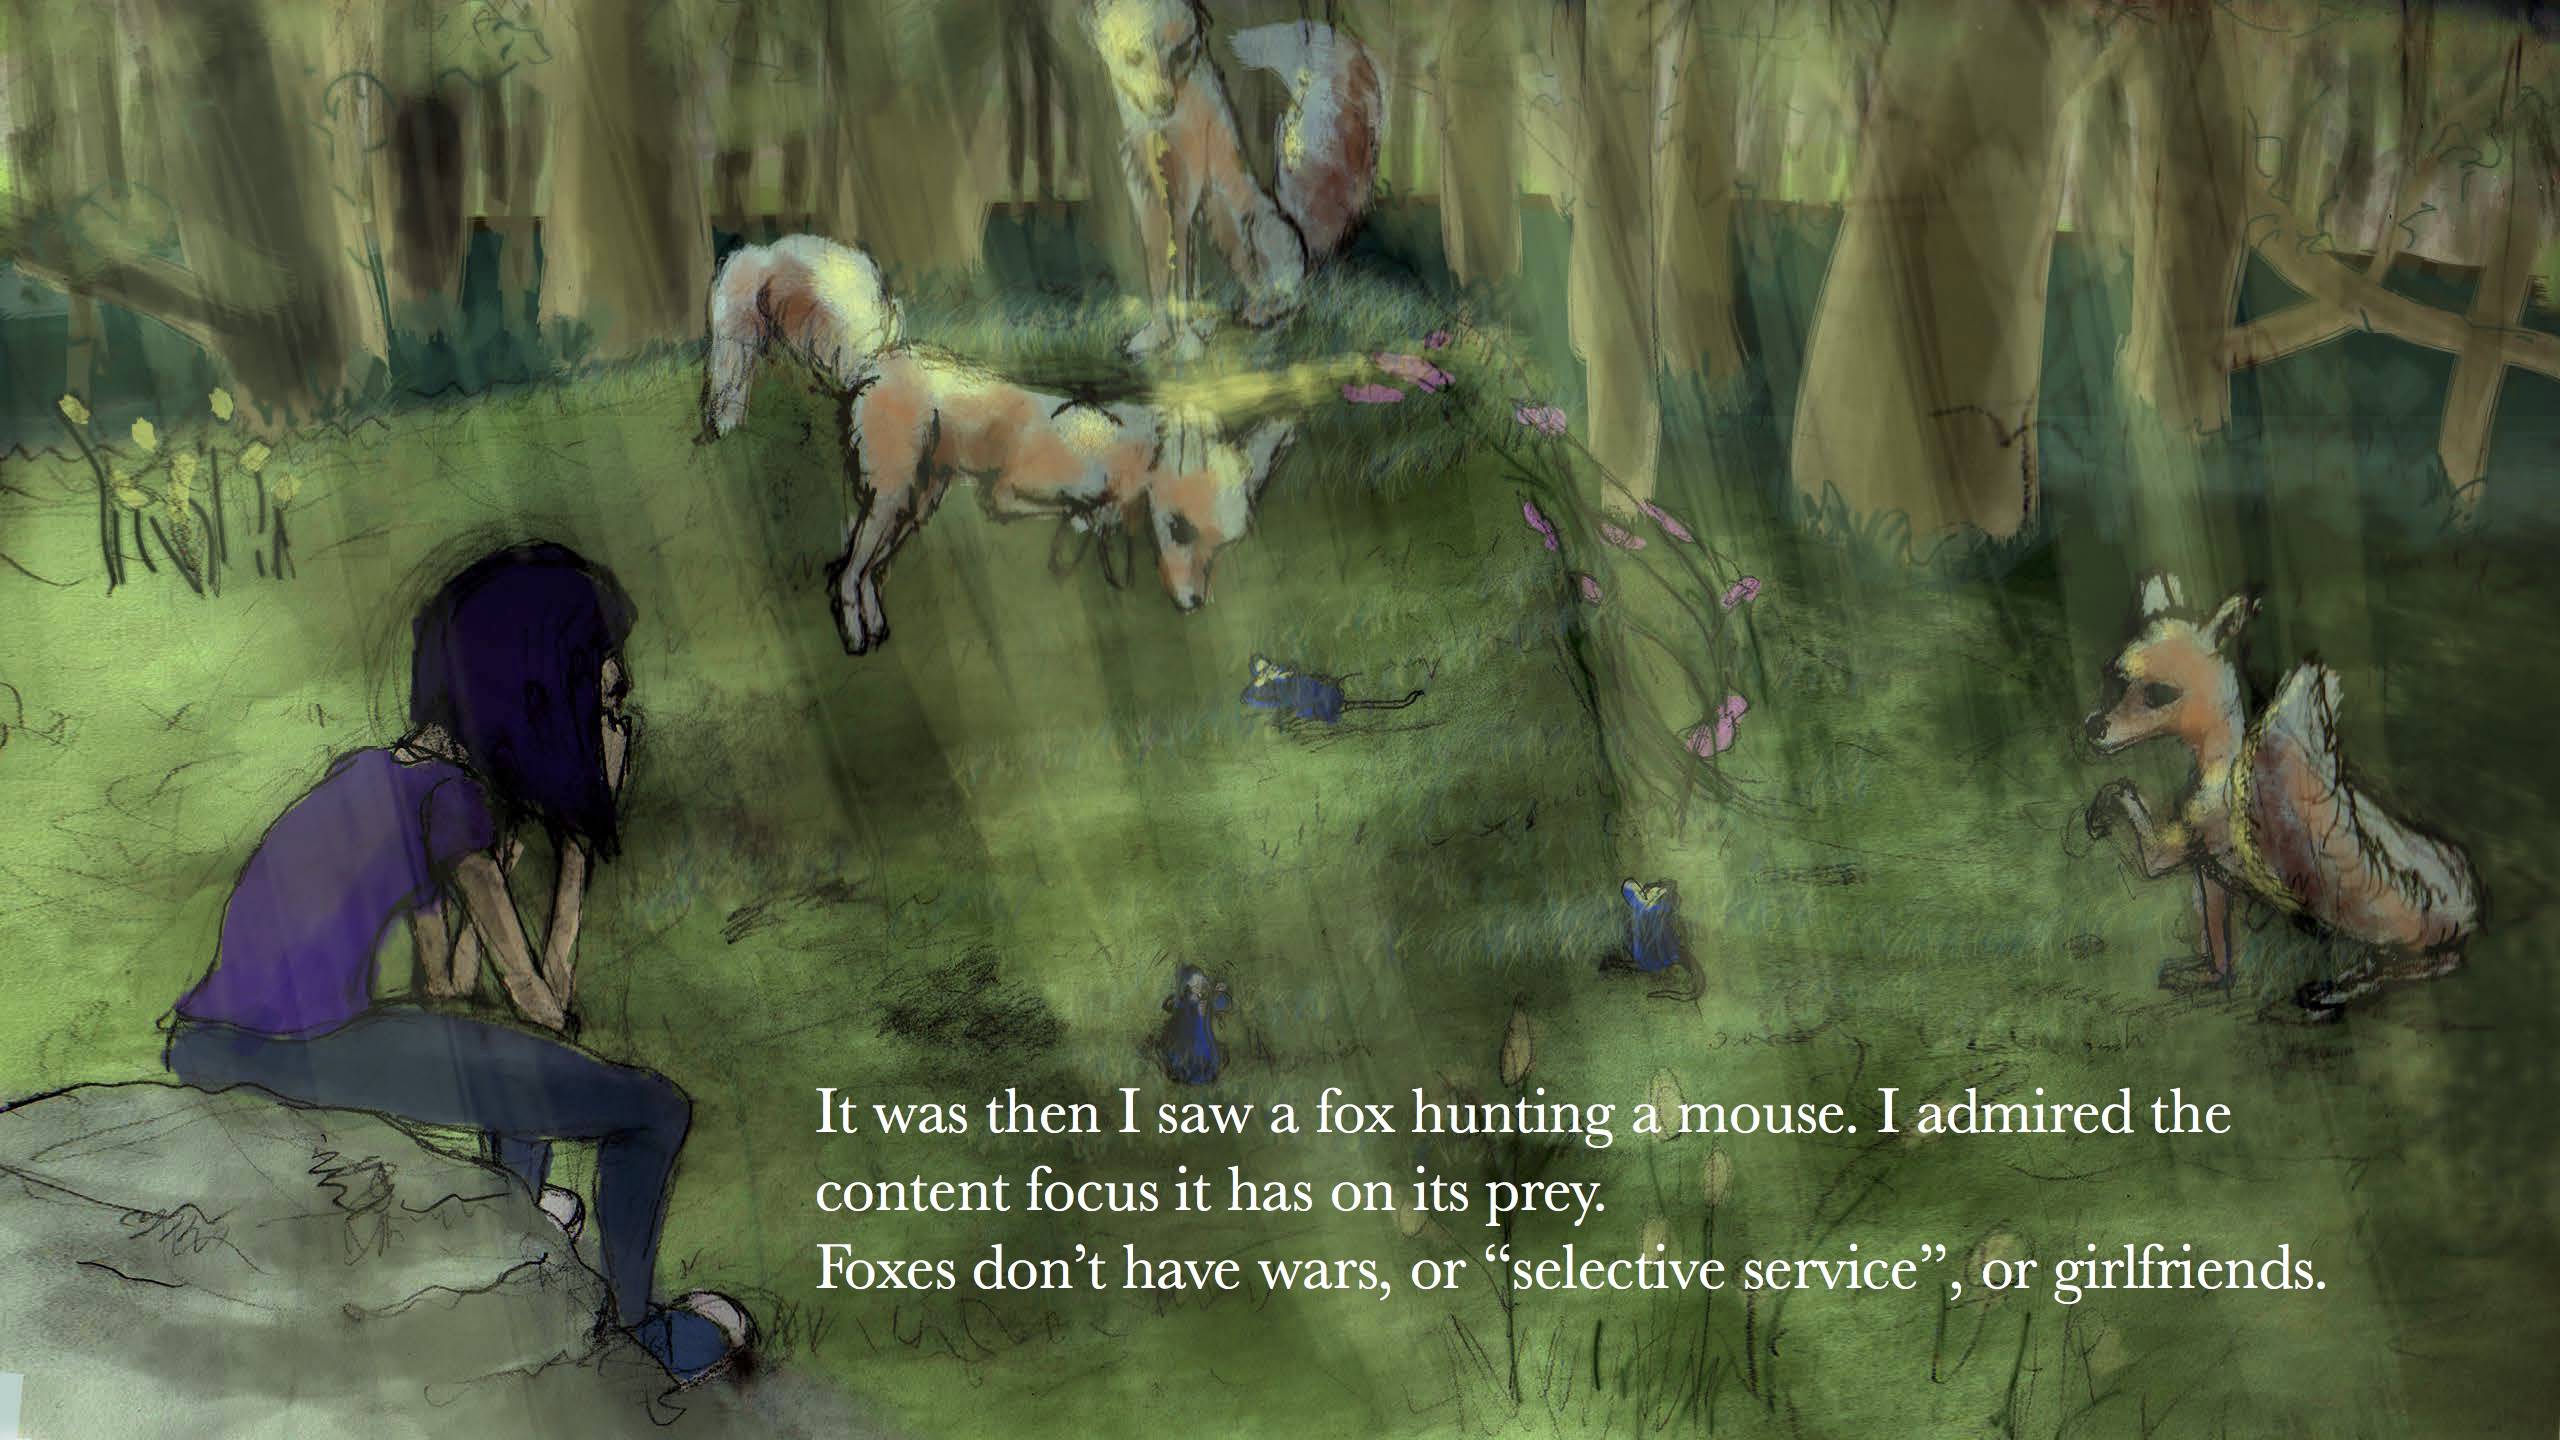 It was then I saw a fox hunting a mouse. I admired the
content focus it has on its prey.
Foxes don’t have wars, or “selective service”, or girlfriends.